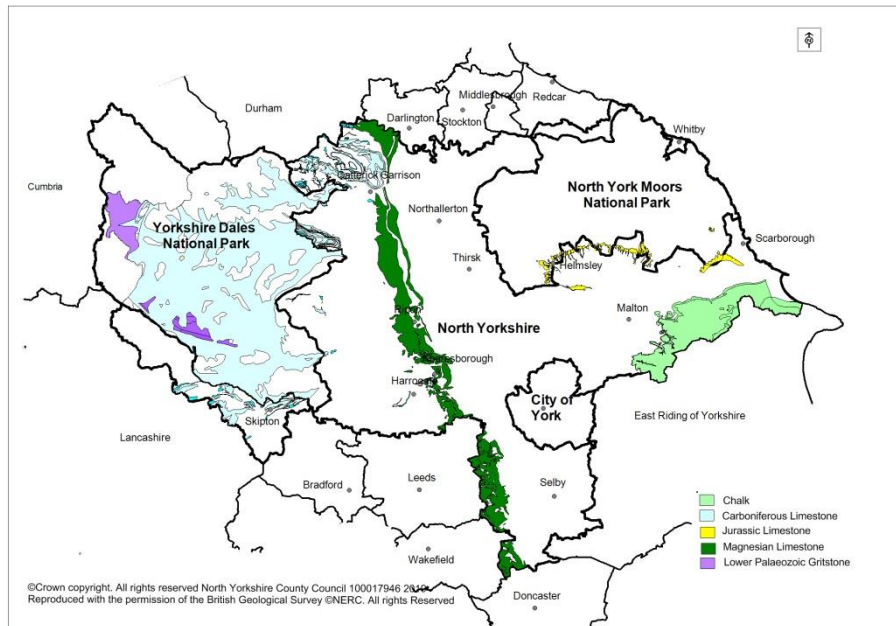 N
Durham
Middlesbrough
Redcar
Darlington
Stockton
Whitby
Cumbria
Catterick Garrison
Northallerton
North York Moors
National Park
Scarborough
Yorkshire Dales
National Park
Thirsk
Helmsley
Malton
Ripon
North Yorkshire
Knaresborough
Harrogate
City of
York
East Riding of Yorkshire
Skipton
Lancashire
Bradford
Leeds
Selby
Wakefield
Doncaster
Chalk
Carboniferous Limestone
Jurassic Limestone
Magnesian Limestone
Lower Palaeozoic Gritstone
©Crown copyright. All rights reserved North Yorkshire County Council 100017946 2010
Reproduced with the permission of the British Geological Survey ©NERC. All rights Reserved